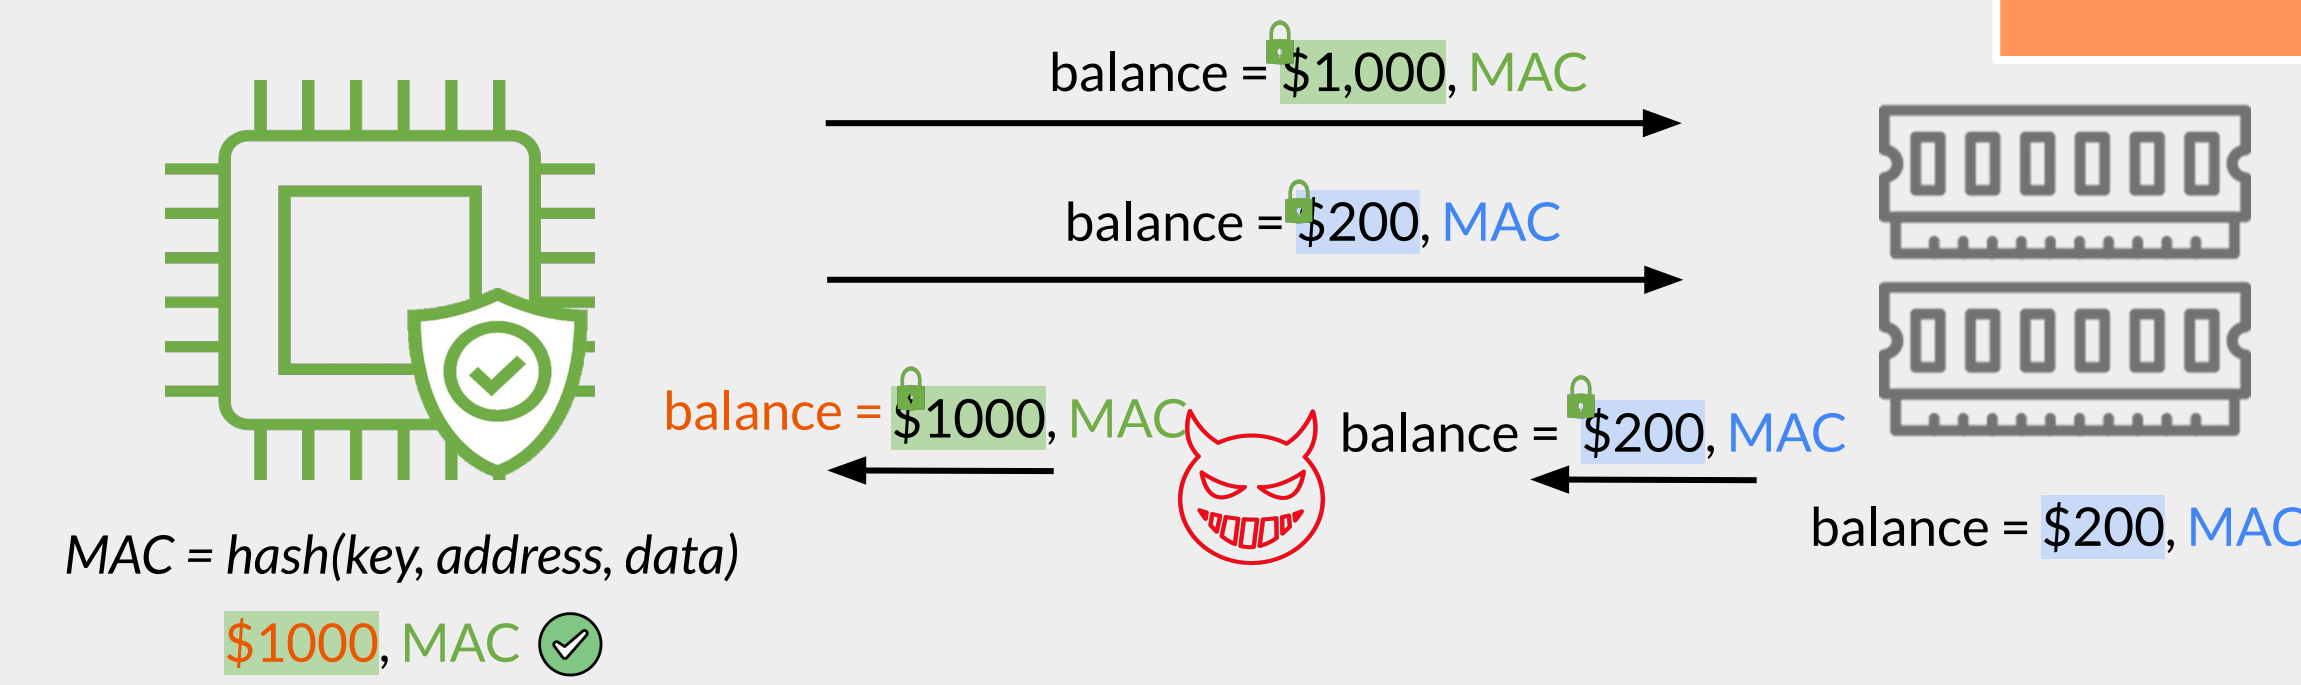 balance = $1,000, MAC
balance = $200, MAC
balance = $1000, MAC
balance = $200, MAC
balance = $200, MAC
MAC = hash(key, address, data)
$1000, MAC